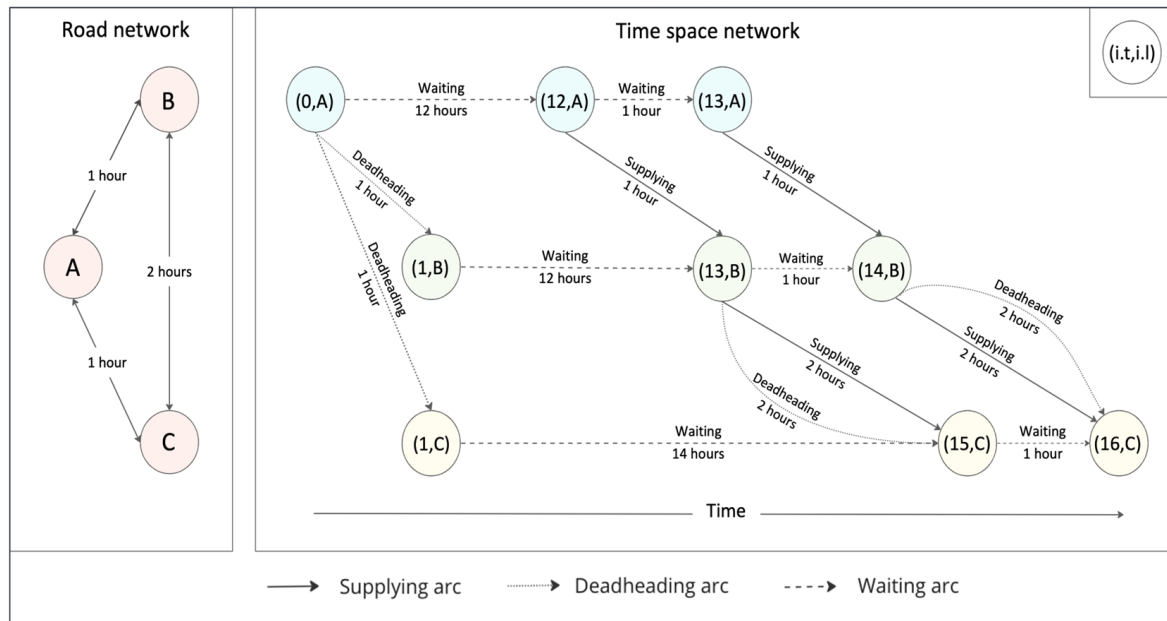 Road network
Time space network
(i.t,i.l)
B
1 hour
A
2 hours
1 hour
C
(0,A)
Waiting
12 hours
(12,A)
Waiting
1 hour
(13,A)
Deadheading
1 hour
Supplying
1 hour
Supplying
1 hour
Deadheading
1 hour
(1,B)
Waiting
12 hours
(13,B)
Waiting
1 hour
(14,B)
Deadheading
2 hours
Supplying
2 hours
Supplying
2 hours
Deadheading
2 hours
(1,C)
Waiting
14 hours
(15,C)
Waiting
1 hour
(16,C)
Time
Supplying arc
Deadheading arc
Waiting arc